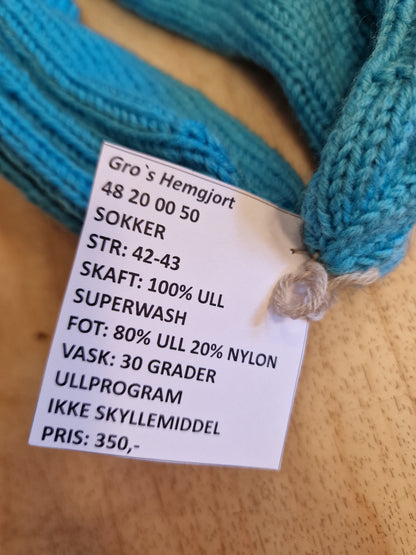 Gro`s Hemgjort
48 20 00 50
SOKKER
STR: 42-43
SKAFT: 100% ULL
SUPERWASH
FOT: 80% ULL 20% NYLON
VASK: 30 GRADER
ULLPROGRAM
IKKE SKYLLEMIDDEL
PRIS: 350,-